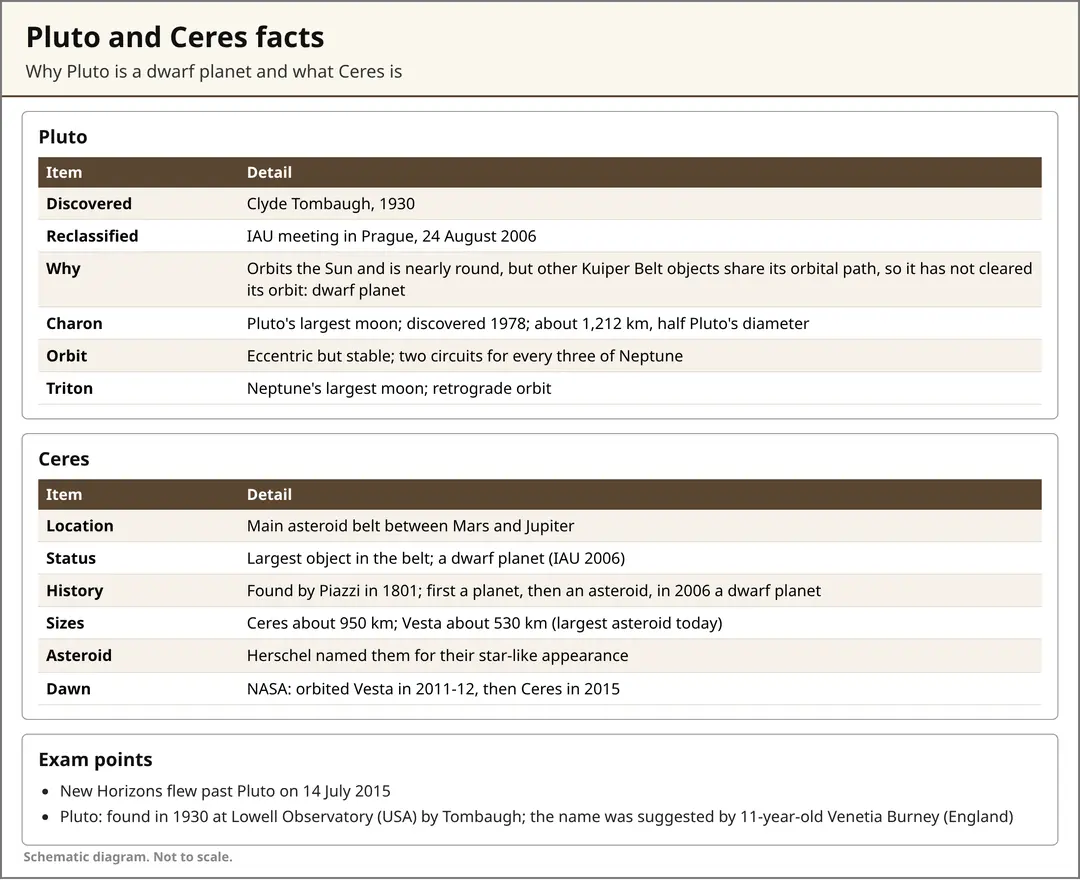 Pluto and Ceres facts
Why Pluto is a dwarf planet and what Ceres is
Pluto
Item Detail
Discovered Clyde Tombaugh, 1930
Reclassified IAU meeting in Prague, 24 August 2006
Why Orbits the Sun and is nearly round, but other Kuiper Belt objects share its orbital path, so it has not cleared
its orbit: dwarf planet
Charon Pluto's largest moon; discovered 1978; about 1,212 km, half Pluto's diameter
Orbit Eccentric but stable; two circuits for every three of Neptune
Triton Neptune's largest moon; retrograde orbit
Ceres
Item Detail
Location Main asteroid belt between Mars and Jupiter
Status Largest object in the belt; a dwarf planet (IAU 2006)
History Found by Piazzi in 1801; first a planet, then an asteroid, in 2006 a dwarf planet
Sizes Ceres about 950 km; Vesta about 530 km (largest asteroid today)
Asteroid Herschel named them for their star-like appearance
Dawn NASA: orbited Vesta in 2011-12, then Ceres in 2015
Exam points
• New Horizons flew past Pluto on 14 July 2015
• Pluto: found in 1930 at Lowell Observatory (USA) by Tombaugh; the name was suggested by 11-year-old Venetia Burney (England)
Schematic diagram. Not to scale.